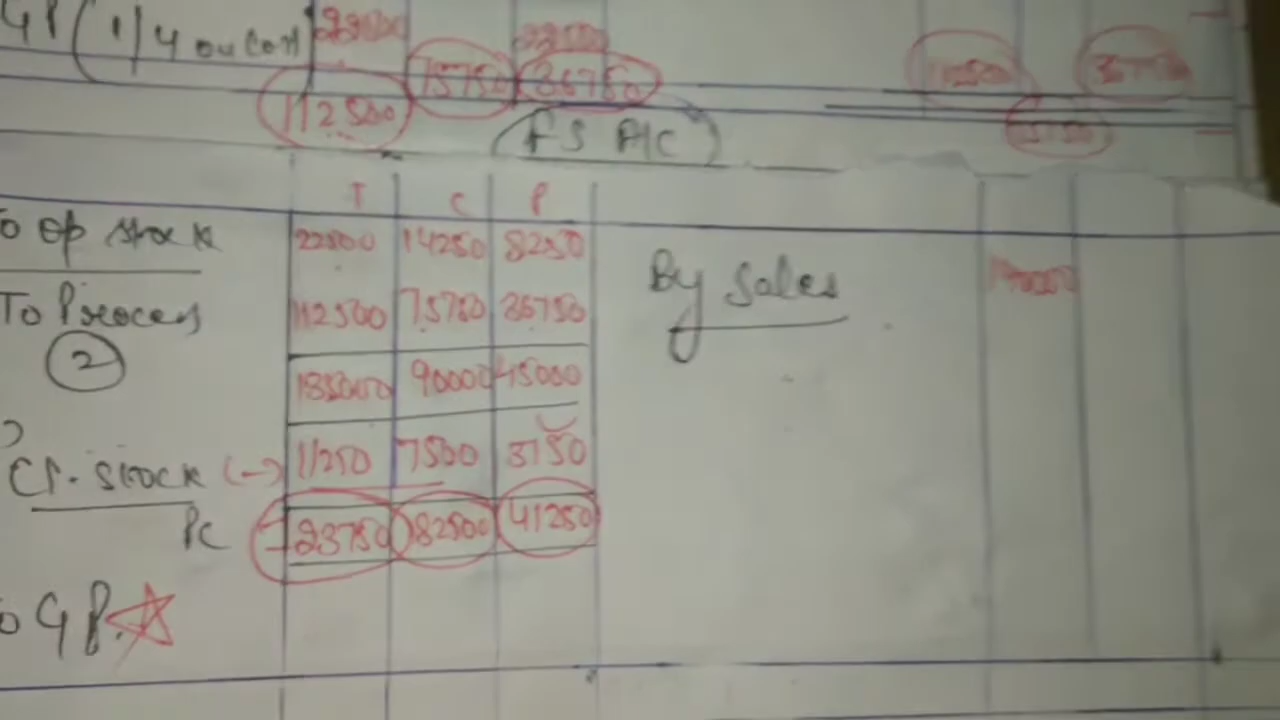 GP (1/4 on cost
75750 36750
112500
FS A/C
T C P
To op stock 22500 14250 8250
By Sales
To Process 112500 75750 36750
2
135000 90000 45000
Cl. Stock (-) 11250 7500 3750
PC 123750 82500 41250
To GP